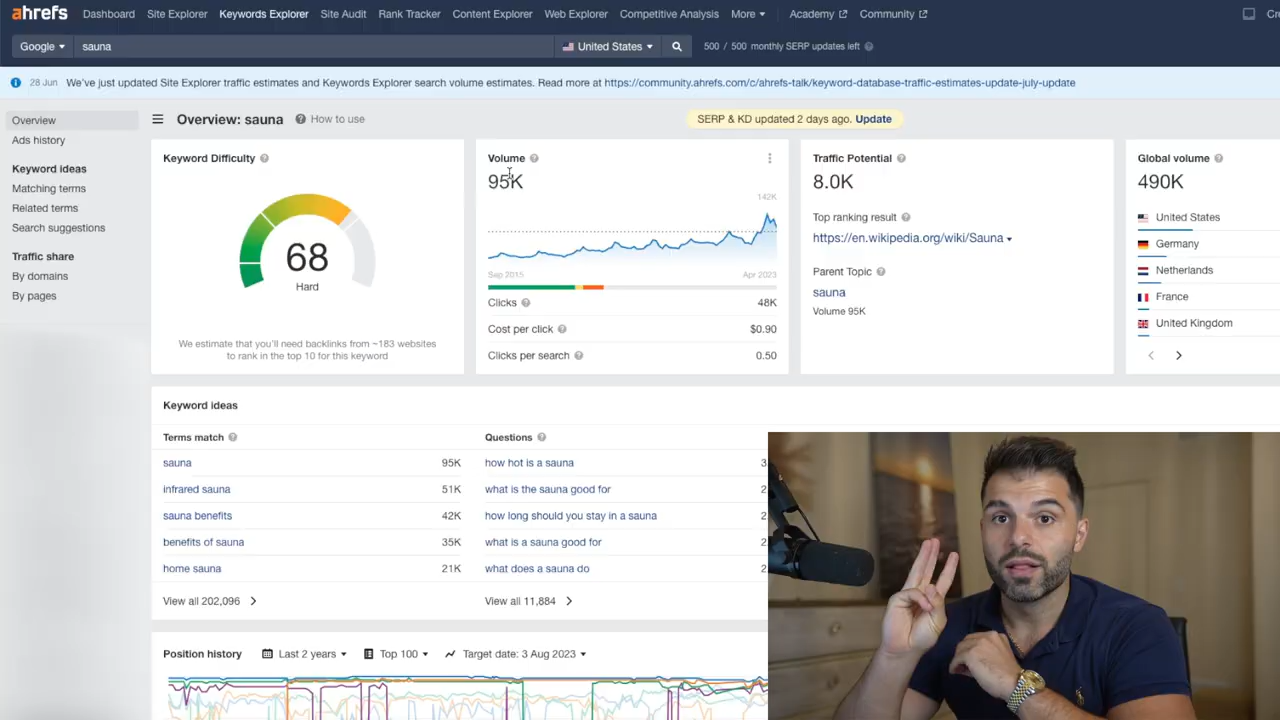 ahrefs Dashboard Site Explorer Keywords Explorer Site Audit Rank Tracker Content Explorer Web Explorer Competitive Analysis More Academy Community
Google sauna United States 500 / 500 monthly SERP updates left
28 Jun We've just updated Site Explorer traffic estimates and Keywords Explorer search volume estimates. Read more at https://community.ahrefs.com/c/ahrefs-talk/keyword-database-traffic-estimates-update-july-update
Overview
Ads history
Keyword ideas
Matching terms
Related terms
Search suggestions
Traffic share
By domains
By pages
Overview: sauna How to use
SERP & KD updated 2 days ago. Update
Keyword Difficulty
68
Hard
We estimate that you'll need backlinks from ~183 websites
to rank in the top 10 for this keyword
Volume
95K
142K
Sep 2015 Apr 2023
Clicks 48K
Cost per click $0.90
Clicks per search 0.50
Traffic Potential
8.0K
Top ranking result
https://en.wikipedia.org/wiki/Sauna
Parent Topic
sauna
Volume 95K
Global volume
490K
United States
Germany
Netherlands
France
United Kingdom
Keyword ideas
Terms match
sauna 95K
infrared sauna 51K
sauna benefits 42K
benefits of sauna 35K
home sauna 21K
View all 202,096
Questions
how hot is a sauna
what is the sauna good for
how long should you stay in a sauna
what is a sauna good for
what does a sauna do
View all 11,884
Position history Last 2 years Top 100 Target date: 3 Aug 2023